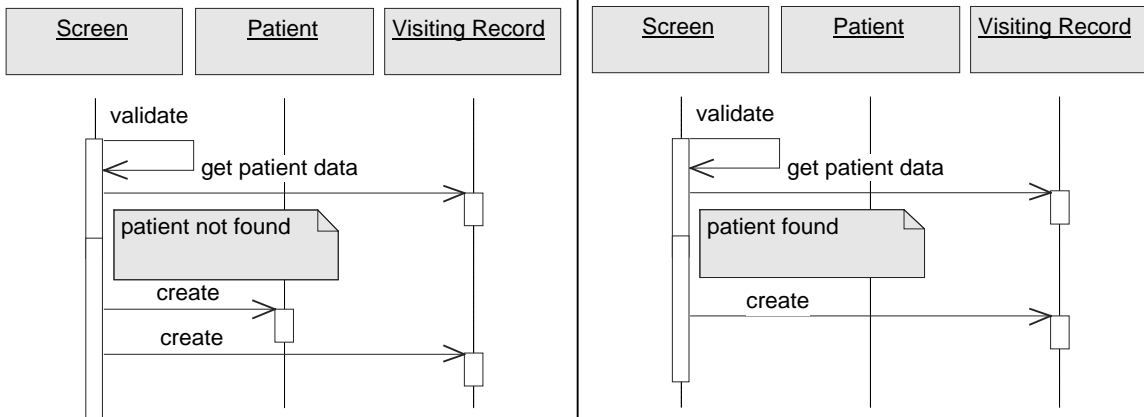 Screen
Patient
Visiting Record
validate
get patient data
patient not found
create
create
Screen
Patient
Visiting Record
validate
get patient data
patient found
create